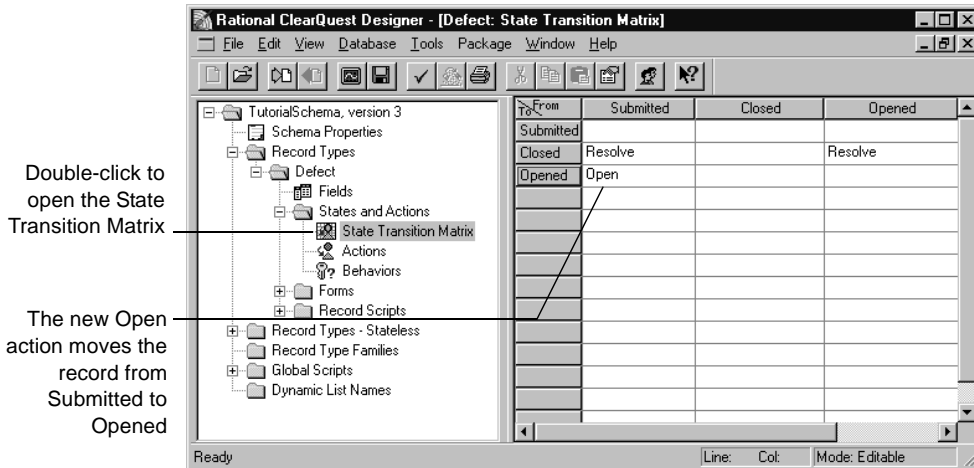 Rational ClearQuest Designer - [Defect: State Transition Matrix]
File Edit View Database Tools Package Window Help
TutorialSchema, version 3
Schema Properties
Record Types
Defect
Fields
States and Actions
State Transition Matrix
Actions
Behaviors
Forms
Record Scripts
Record Types - Stateless
Record Type Families
Global Scripts
Dynamic List Names
From
To
Submitted Closed Opened
Submitted
Closed Resolve Resolve
Opened Open
Double-click to
open the State
Transition Matrix
The new Open
action moves the
record from
Submitted to
Opened
Ready Line: Col: Mode: Editable